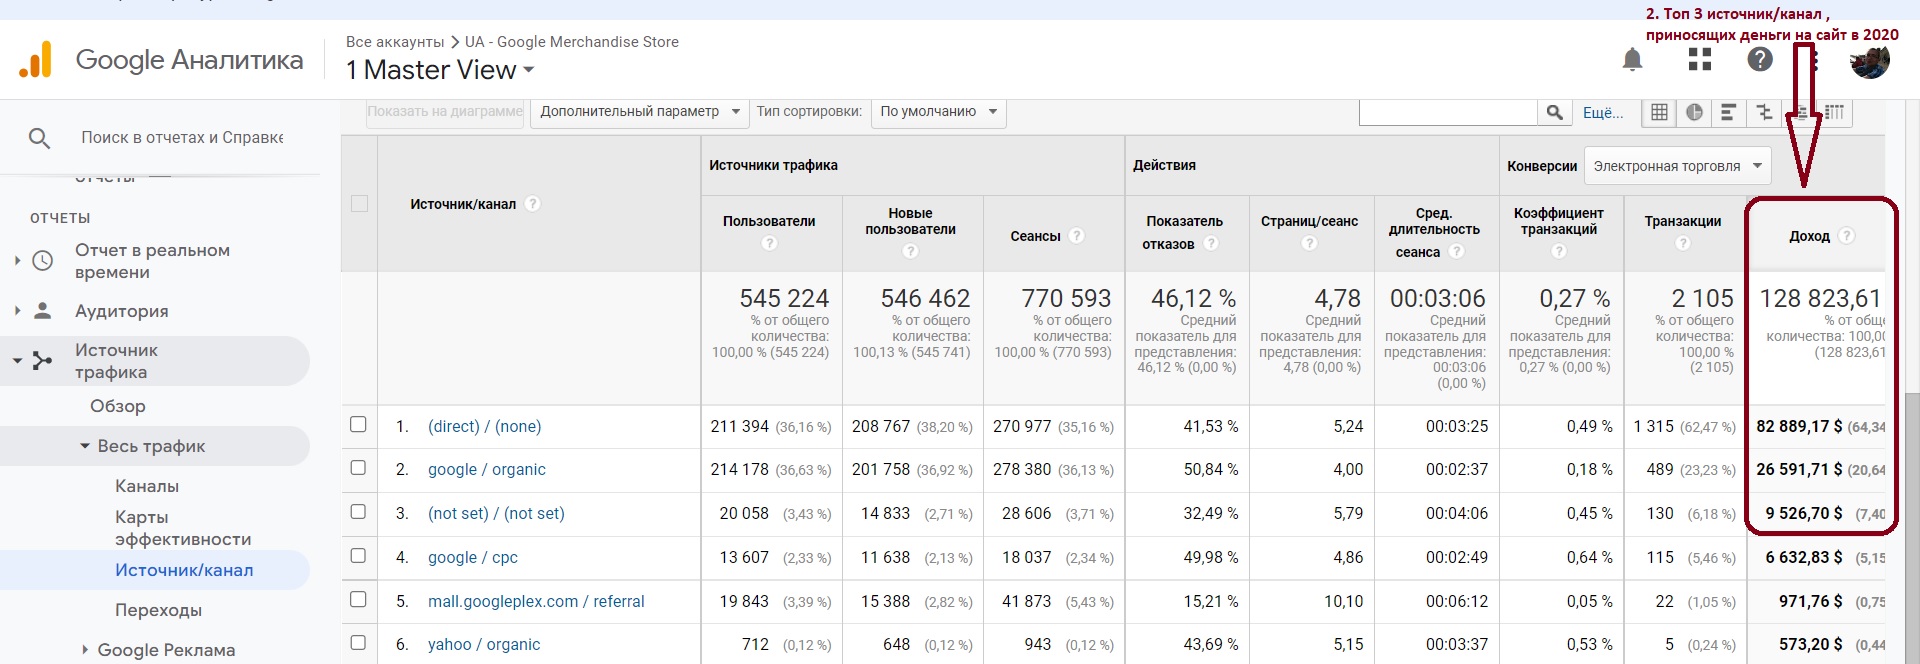 2. Топ 3 источник/канал ,
приносящих деньги на сайт в 2020
Google Аналитика
Все аккаунты > UA - Google Merchandise Store
1 Master View
Показать на диаграмме Дополнительный параметр Тип сортировки: По умолчанию Ещё...
Поиск в отчетах и Справке
ОТЧЕТЫ
Отчет в реальном
времени
Аудитория
Источник
трафика
Обзор
Весь трафик
Каналы
Карты
эффективности
Источник/канал
Переходы
Google Реклама
Источник/канал
Источники трафика Действия Конверсии Электронная торговля
Пользователи
Новые
пользователи
Сеансы
Показатель
отказов
Страниц/сеанс
Сред.
длительность
сеанса
Коэффициент
транзакций
Транзакции
Доход
545 224
% от общего
количества:
100,00 % (545 224)
546 462
% от общего
количества:
100,13 % (545 741)
770 593
% от общего
количества:
100,00 % (770 593)
46,12 %
Средний
показатель для
представления:
46,12 % (0,00 %)
4,78
Средний
показатель для
представления:
4,78 (0,00 %)
00:03:06
Средний
показатель для
представления:
00:03:06
(0,00 %)
0,27 %
Средний
показатель для
представления:
0,27 % (0,00 %)
2 105
% от общего
количества:
100,00 %
(2 105)
128 823,61
% от обще
количества: 100,00
(128 823,61
1. (direct) / (none) 211 394 (36,16 %) 208 767 (38,20 %) 270 977 (35,16 %) 41,53 % 5,24 00:03:25 0,49 % 1 315 (62,47 %) 82 889,17 $ (64,34
2. google / organic 214 178 (36,63 %) 201 758 (36,92 %) 278 380 (36,13 %) 50,84 % 4,00 00:02:37 0,18 % 489 (23,23 %) 26 591,71 $ (20,64
3. (not set) / (not set) 20 058 (3,43 %) 14 833 (2,71 %) 28 606 (3,71 %) 32,49 % 5,79 00:04:06 0,45 % 130 (6,18 %) 9 526,70 $ (7,40
4. google / cpc 13 607 (2,33 %) 11 638 (2,13 %) 18 037 (2,34 %) 49,98 % 4,86 00:02:49 0,64 % 115 (5,46 %) 6 632,83 $ (5,15
5. mall.googleplex.com / referral 19 843 (3,39 %) 15 388 (2,82 %) 41 873 (5,43 %) 15,21 % 10,10 00:06:12 0,05 % 22 (1,05 %) 971,76 $ (0,75
6. yahoo / organic 712 (0,12 %) 648 (0,12 %) 943 (0,12 %) 43,69 % 5,15 00:03:37 0,53 % 5 (0,24 %) 573,20 $ (0,44